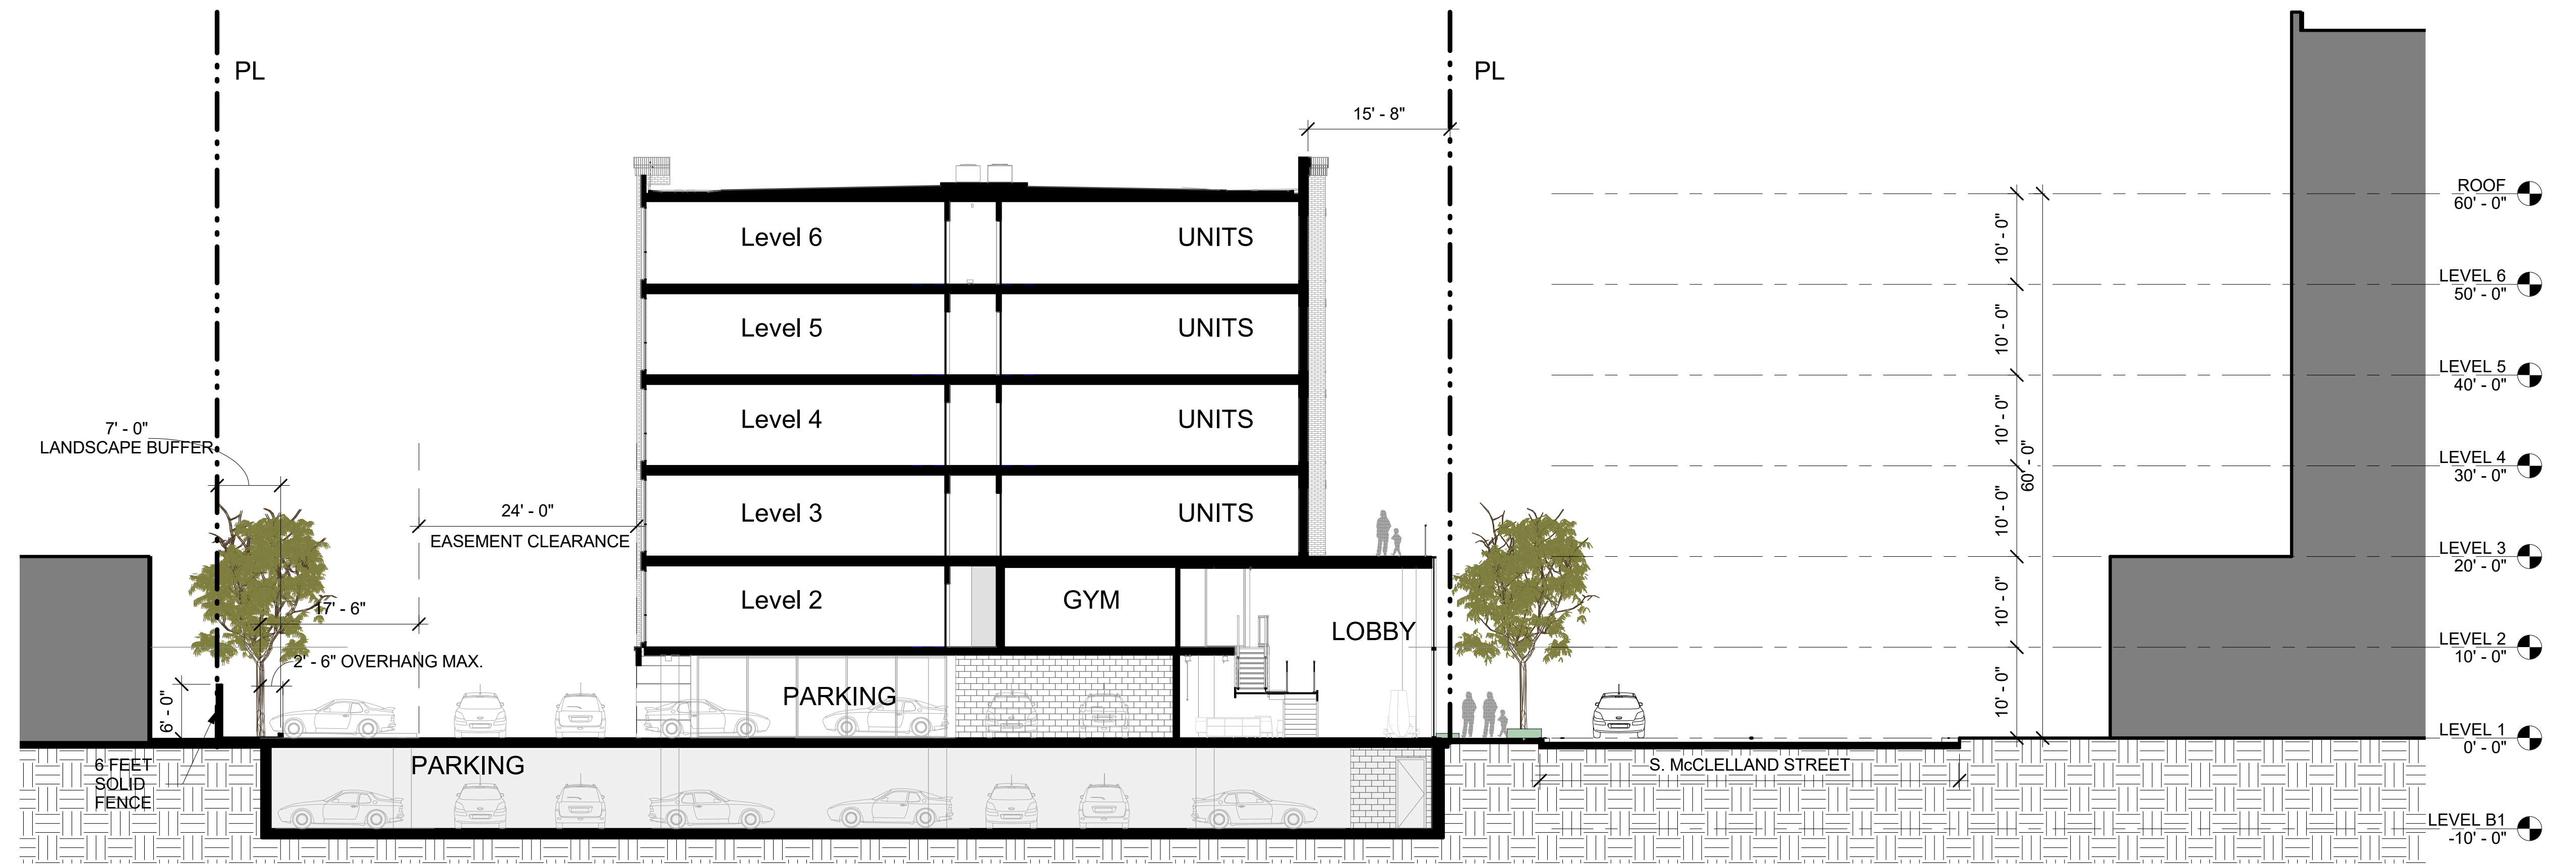 PL
PL
15' - 8"
ROOF
60' - 0"
Level 6
UNITS
10' - 0"
LEVEL 6
50' - 0"
Level 5
UNITS
10' - 0"
LEVEL 5
40' - 0"
7' - 0"
LANDSCAPE BUFFER
Level 4
UNITS
10' - 0"
60' - 0"
LEVEL 4
30' - 0"
24' - 0"
EASEMENT CLEARANCE
Level 3
UNITS
10' - 0"
LEVEL 3
20' - 0"
17' - 6"
Level 2
GYM
LOBBY
10' - 0"
LEVEL 2
10' - 0"
2' - 6" OVERHANG MAX.
6' - 0"
PARKING
10' - 0"
LEVEL 1
0' - 0"
6 FEET
SOLID
FENCE
PARKING
S. McCLELLAND STREET
LEVEL B1
-10' - 0"